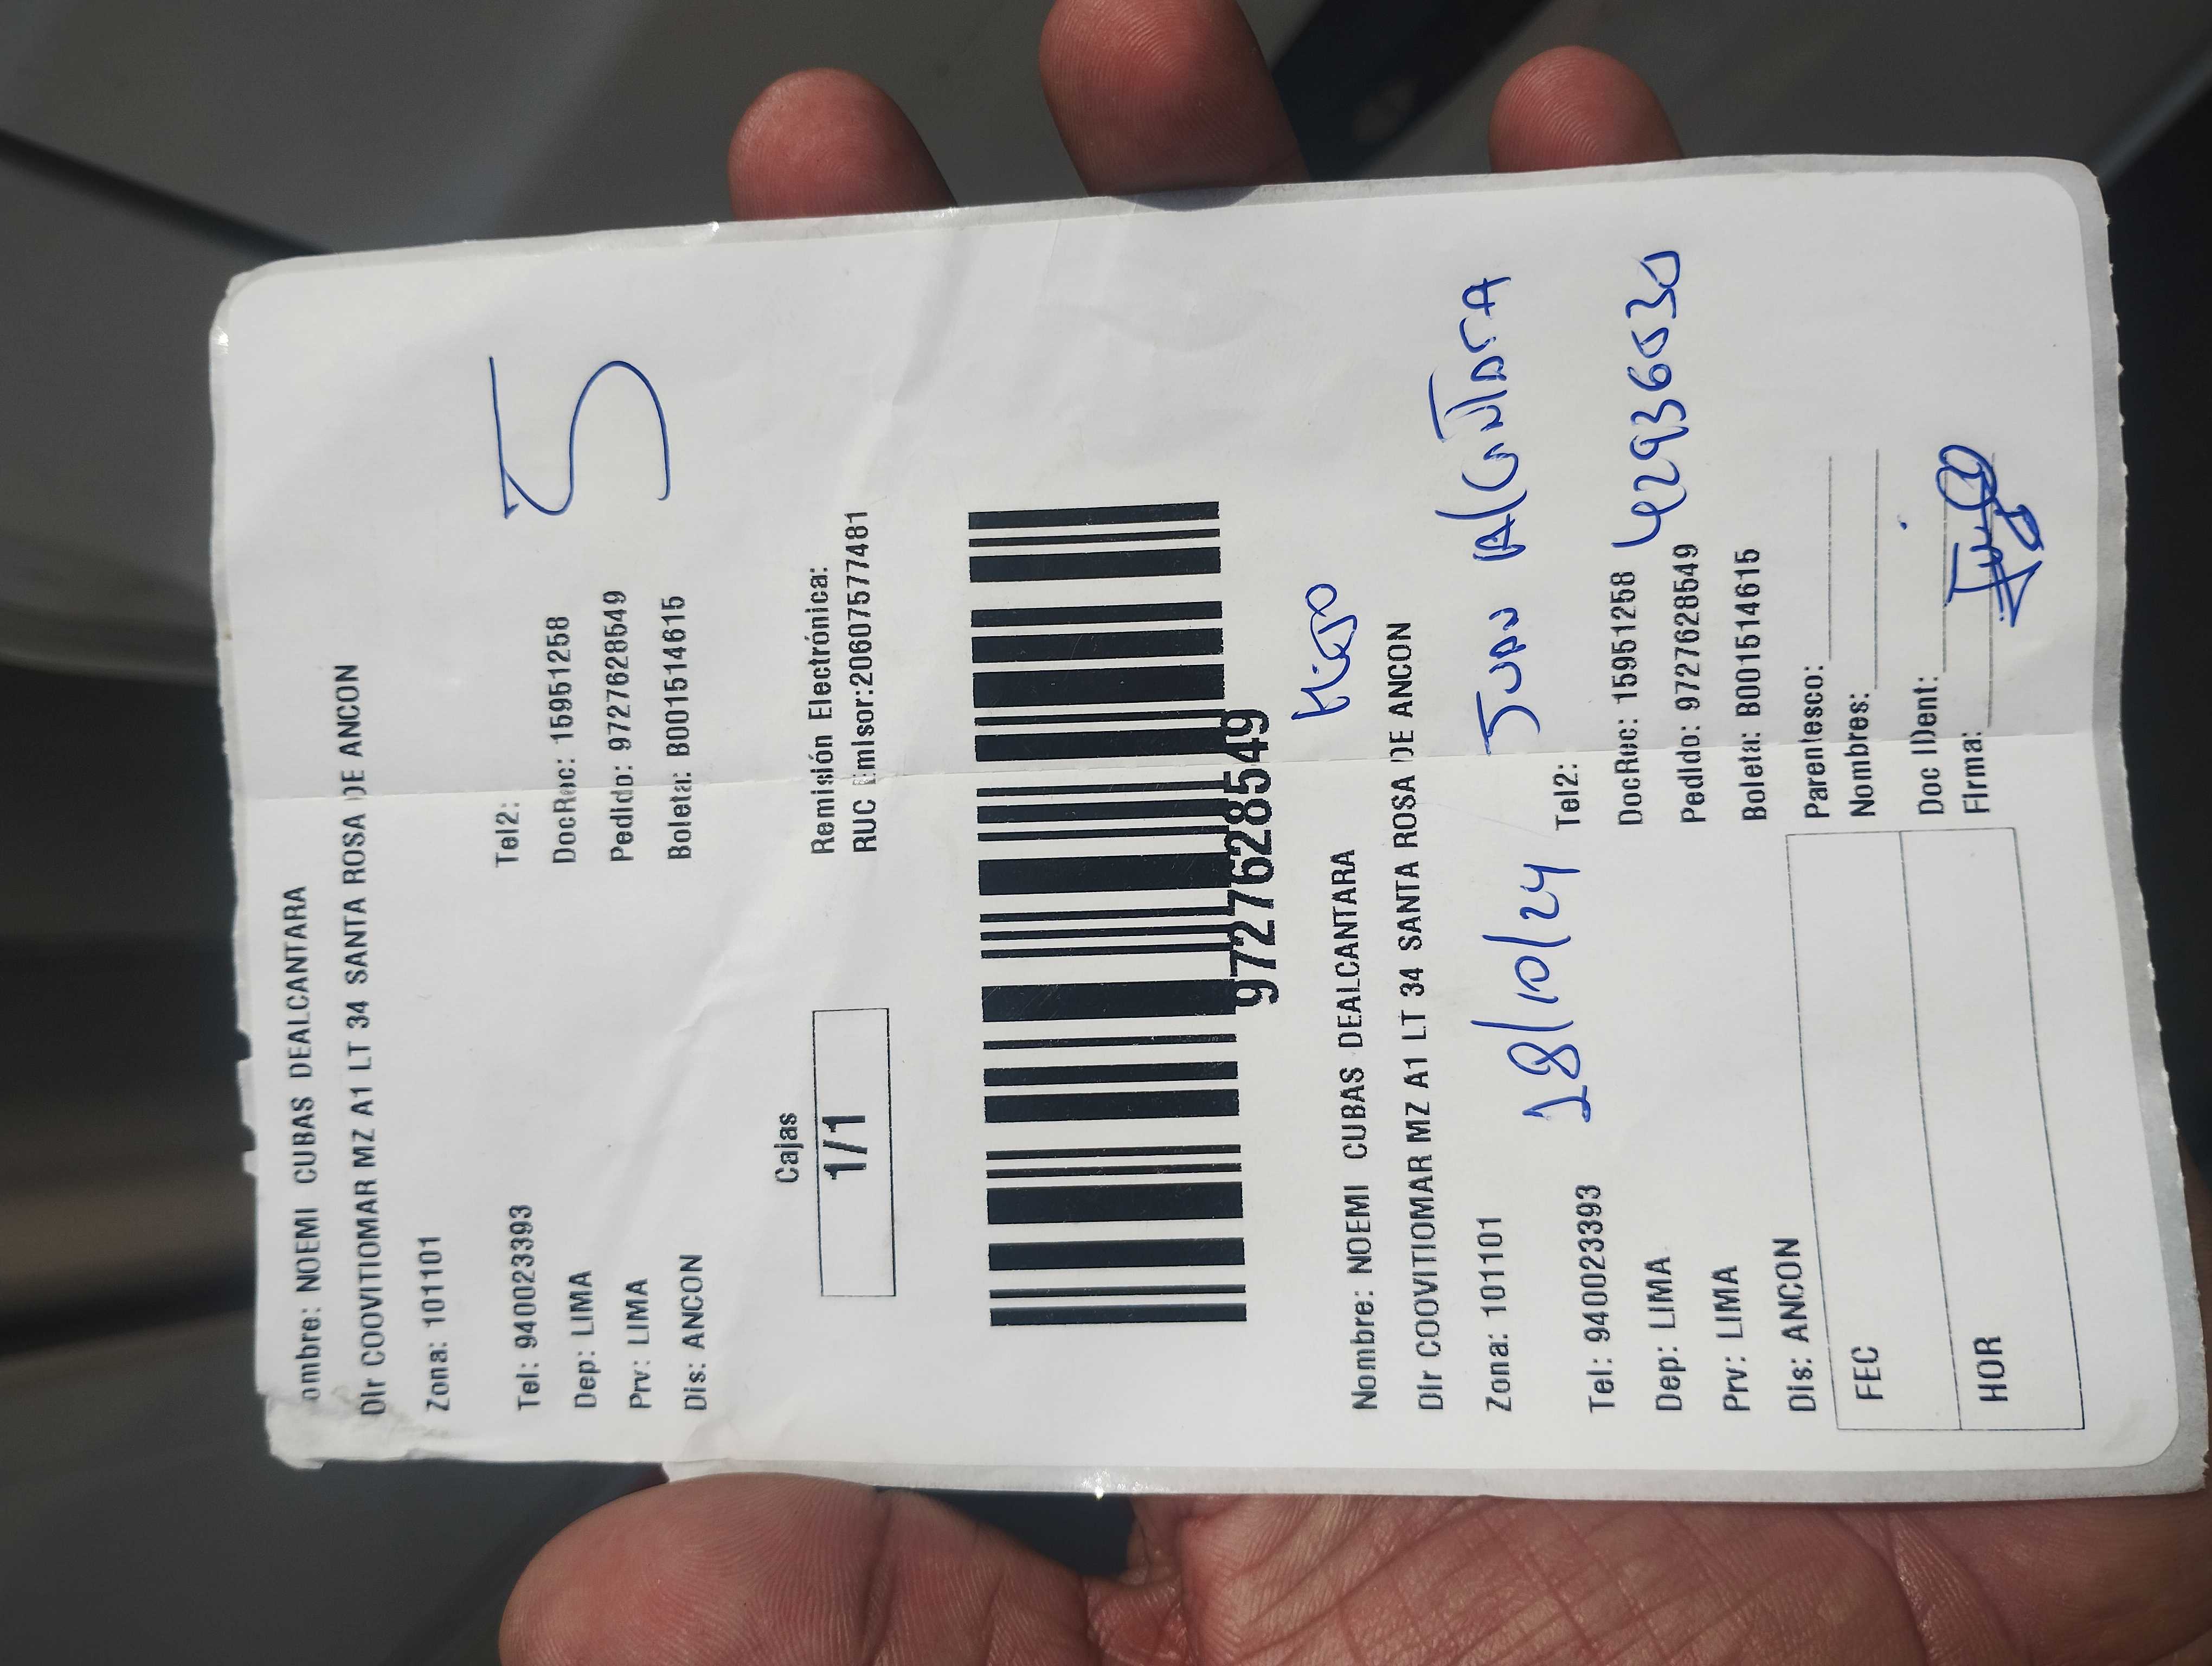 ombre: NOEMI CUBAS DEALCANTARA
Dir COOVITIOMAR MZ A1 LT 34 SANTA ROSA DE ANCON
Zona: 101101
Tel: 940023393 Tel2:
Dep: LIMA DocRec: 15951258
Prv: LIMA Pedido: 9727628549
Dis: ANCON Boleta: B001514615
5
Cajas
1/1
Remisión Electrónica:
RUC Emisor:20607577481
9727628549
Hijo
Nombre: NOEMI CUBAS DEALCANTARA
Dir COOVITIOMAR MZ A1 LT 34 SANTA ROSA DE ANCON
Zona: 101101
Juan Alcantara
18/10/24
Tel: 940023393 Tel2:
Dep: LIMA DocRec: 15951258
42936030
Prv: LIMA Pedido: 9727628549
Dis: ANCON Boleta: B001514615
Parentesco:
FEC Nombres:
Doc IDent:
HOR Firma: